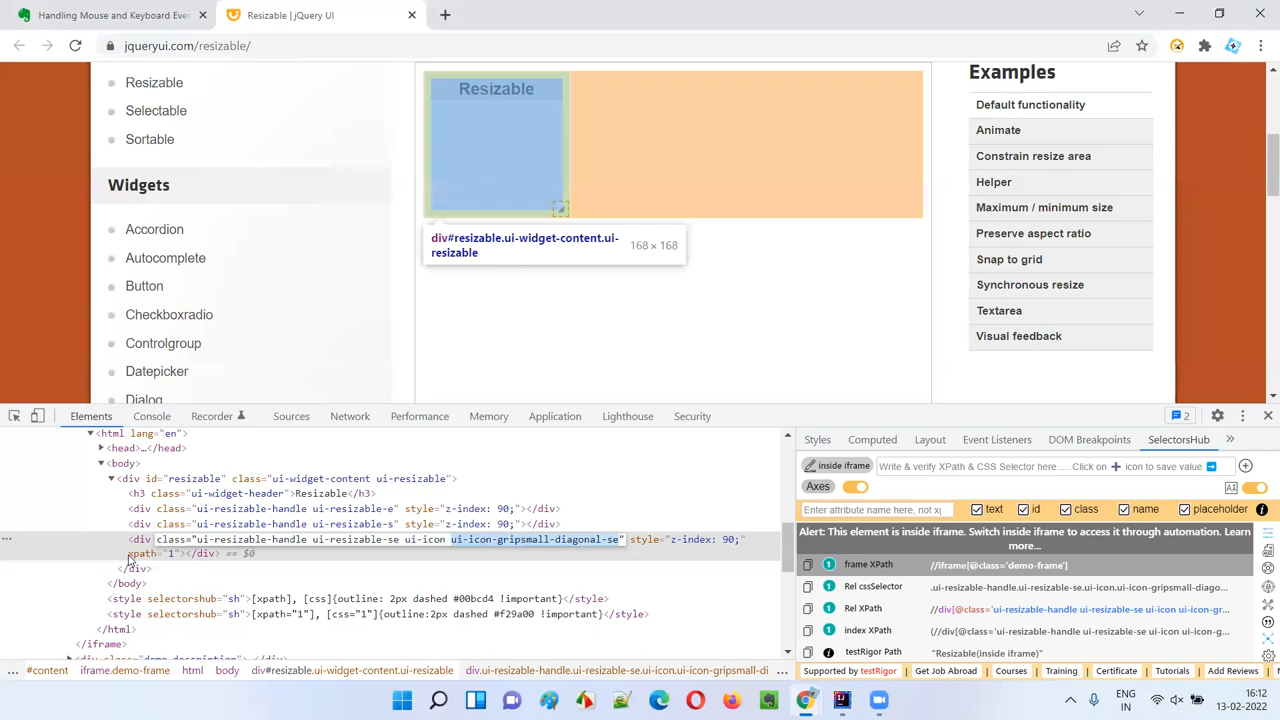 Handling Mouse and Keyboard Eve
Resizable | jQuery UI
jqueryui.com/resizable/
Resizable
Selectable
Sortable
Widgets
Accordion
Autocomplete
Button
Checkboxradio
Controlgroup
Datepicker
Dialog
Resizable
div#resizable.ui-widget-content.ui-
resizable
168 × 168
Examples
Default functionality
Animate
Constrain resize area
Helper
Maximum / minimum size
Preserve aspect ratio
Snap to grid
Synchronous resize
Textarea
Visual feedback
Elements Console Recorder Sources Network Performance Memory Application Lighthouse Security 2
<html lang="en">
<head>…</head>
<body>
<div id="resizable" class="ui-widget-content ui-resizable">
<h3 class="ui-widget-header">Resizable</h3>
<div class="ui-resizable-handle ui-resizable-e" style="z-index: 90;"></div>
<div class="ui-resizable-handle ui-resizable-s" style="z-index: 90;"></div>
<div class="ui-resizable-handle ui-resizable-se ui-icon ui-icon-gripsmall-diagonal-se" style="z-index: 90;"
xpath="1"></div> == $0
</div>
</body>
<style selectorshub="sh">[xpath], [css]{outline: 2px dashed #00bcd4 !important}</style>
<style selectorshub="sh">[xpath="1"], [css="1"]{outline:2px dashed #f29a00 !important}</style>
</html>
</iframe>
<div class="demo-description">
... #content iframe.demo-frame html body div#resizable.ui-widget-content.ui-resizable div.ui-resizable-handle.ui-resizable-se.ui-icon.ui-icon-gripsmall-di ...
Styles Computed Layout Event Listeners DOM Breakpoints SelectorsHub »
inside iframe Write & verify XPath & CSS Selector here.....Click on + icon to save value
Axes
Enter attribute name here, not xp text id class name placeholder
Alert: This element is inside iframe. Switch inside iframe to access it through automation. Learn
more...
1 frame XPath //iframe[@class='demo-frame']
1 Rel cssSelector .ui-resizable-handle.ui-resizable-se.ui-icon.ui-icon-gripsmall-diago...
1 Rel XPath //div[@class='ui-resizable-handle ui-resizable-se ui-icon ui-icon-gr...
1 index XPath (//div[@class='ui-resizable-handle ui-resizable-se ui-icon ui-icon-g...
testRigor Path "Resizable(inside iframe)"
Supported by testRigor Get Job Abroad Courses Training Certificate Tutorials Add Reviews
ENG
IN
16:12
13-02-2022